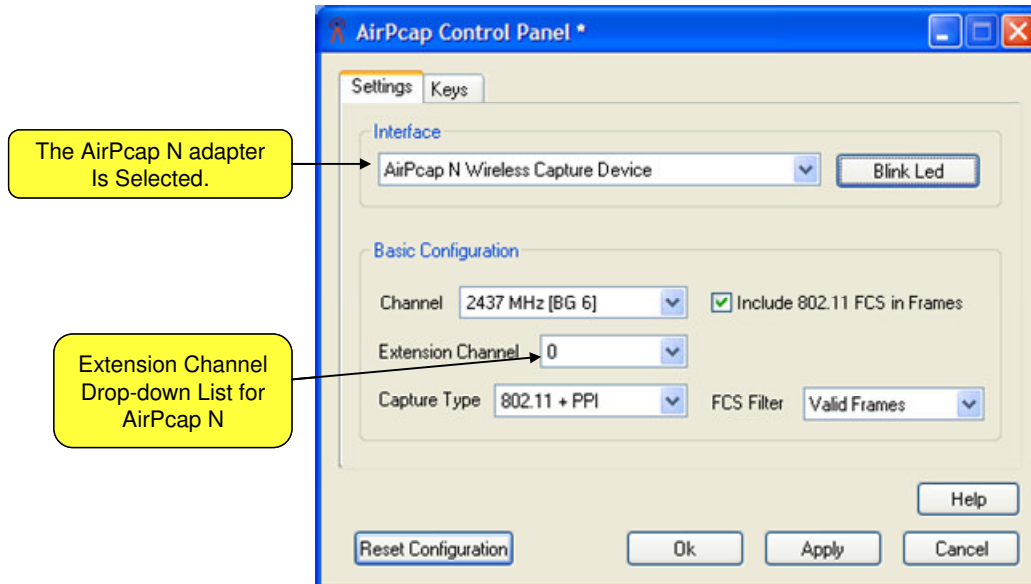 AirPcap Control Panel *
Settings
Keys
Interface
The AirPcap N adapter
Is Selected.
AirPcap N Wireless Capture Device
Blink Led
Basic Configuration
Channel
2437 MHz [BG 6]
Include 802.11 FCS in Frames
Extension Channel
0
Extension Channel
Drop-down List for
AirPcap N
Capture Type
802.11 + PPI
FCS Filter
Valid Frames
Help
Reset Configuration
Ok
Apply
Cancel